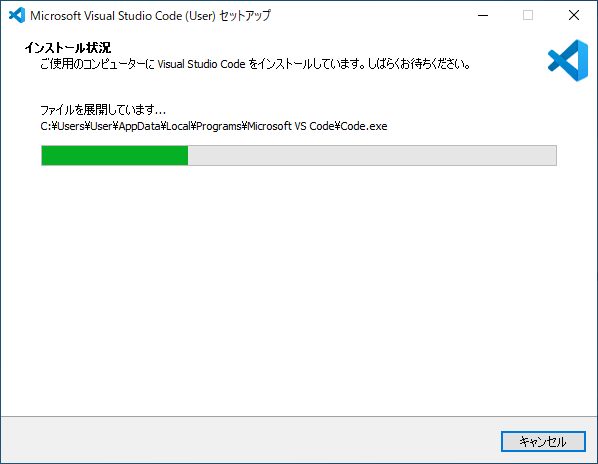 Microsoft Visual Studio Code (User) セットアップ
インストール状況
ご使用のコンピューターに Visual Studio Code をインストールしています。しばらくお待ちください。
ファイルを展開しています...
C:¥Users¥User¥AppData¥Local¥Programs¥Microsoft VS Code¥Code.exe
キャンセル